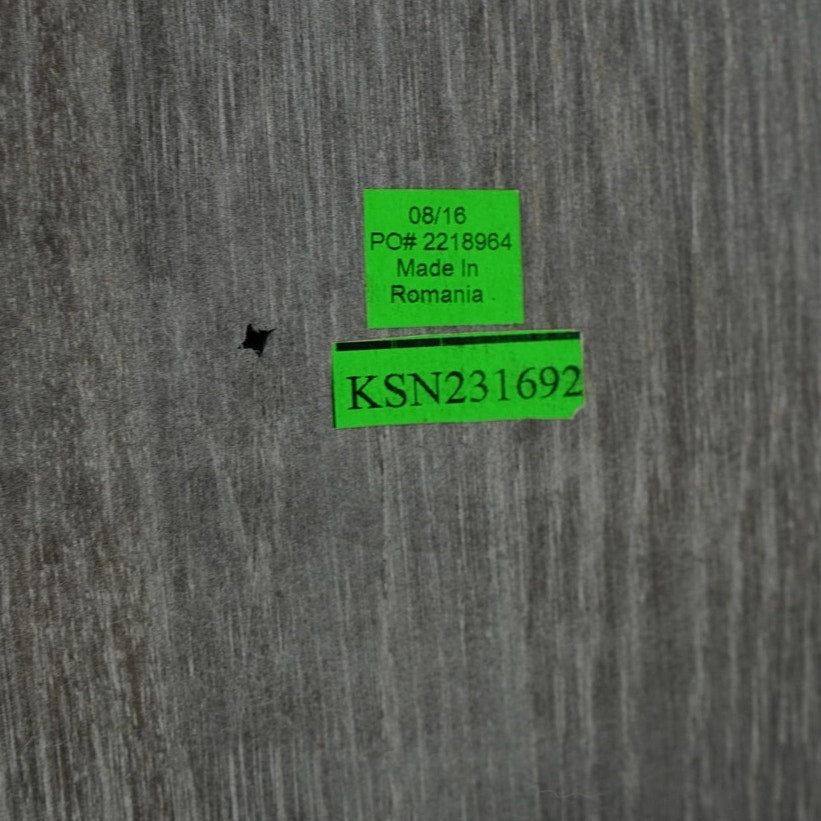 08/16
PO# 2218964
Made In
Romania
KSN231692